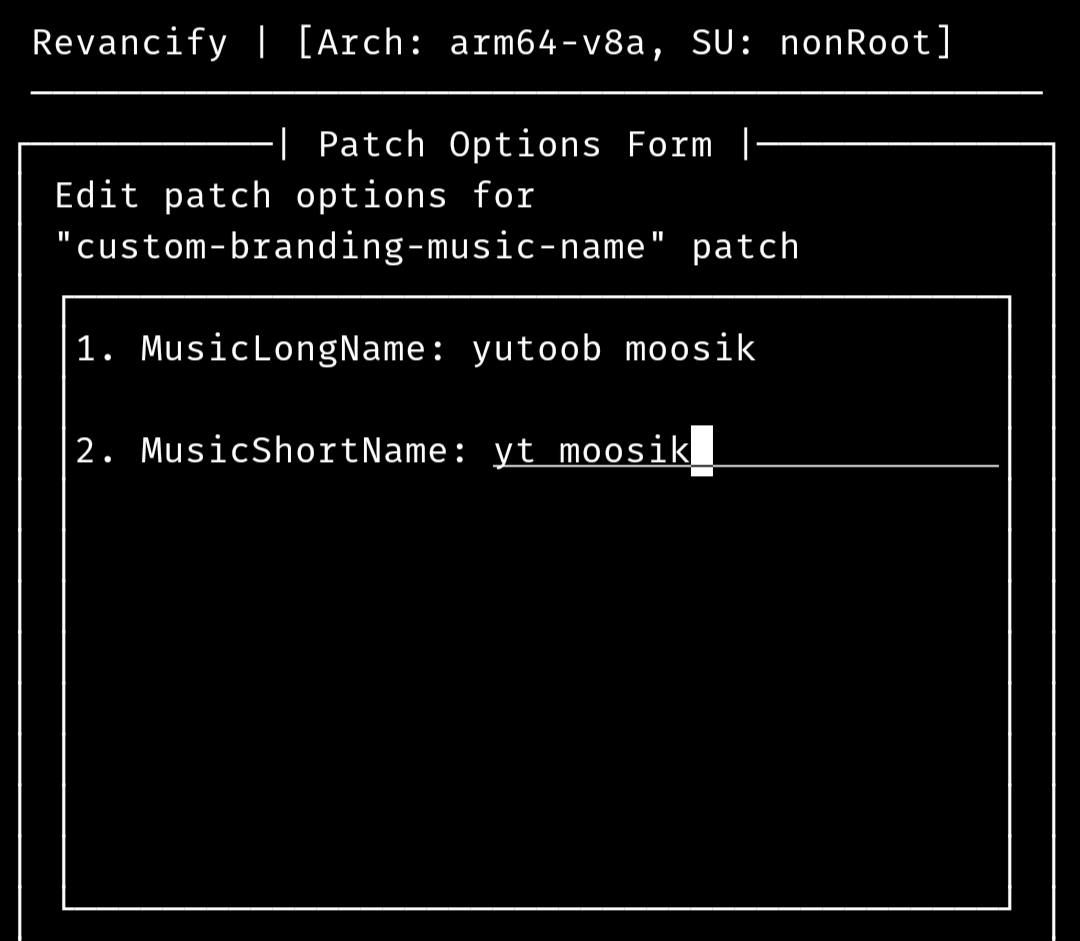 Revancify | [Arch: arm64-v8a, SU: nonRoot]
| Patch Options Form |
Edit patch options for
"custom-branding-music-name" patch
1. MusicLongName: yutoob moosik
2. MusicShortName: yt moosik